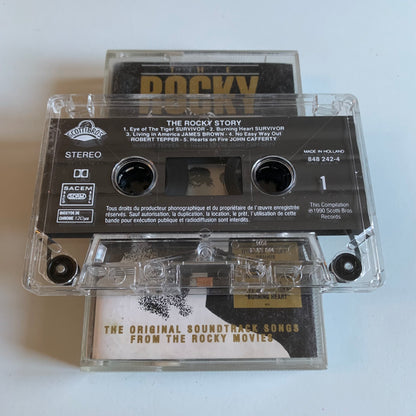 THE
ROCKY
Scotti Bros
THE ROCKY STORY
1. Eye of The Tiger SURVIVOR - 2. Burning Heart SURVIVOR
3. Living in America JAMES BROWN - 4. No Easy Way Out
ROBERT TEPPER - 5. Hearts on Fire JOHN CAFFERTY
STEREO
MADE IN HOLLAND
848 242-4
1
SACEM
SDRM
Tous droits du producteur phonographique et du propriétaire de l'œuvre enregistrée
réservés. Sauf autorisation, la duplication, la location, le prêt, l'utilisation de cette
bande pour exécution publique et radiodiffusion sont interdits.
This Compilation
℗1990 Scotti Bros
Records
"BURNING HEART"
THE ORIGINAL SOUNDTRACK SONGS
FROM THE ROCKY MOVIES